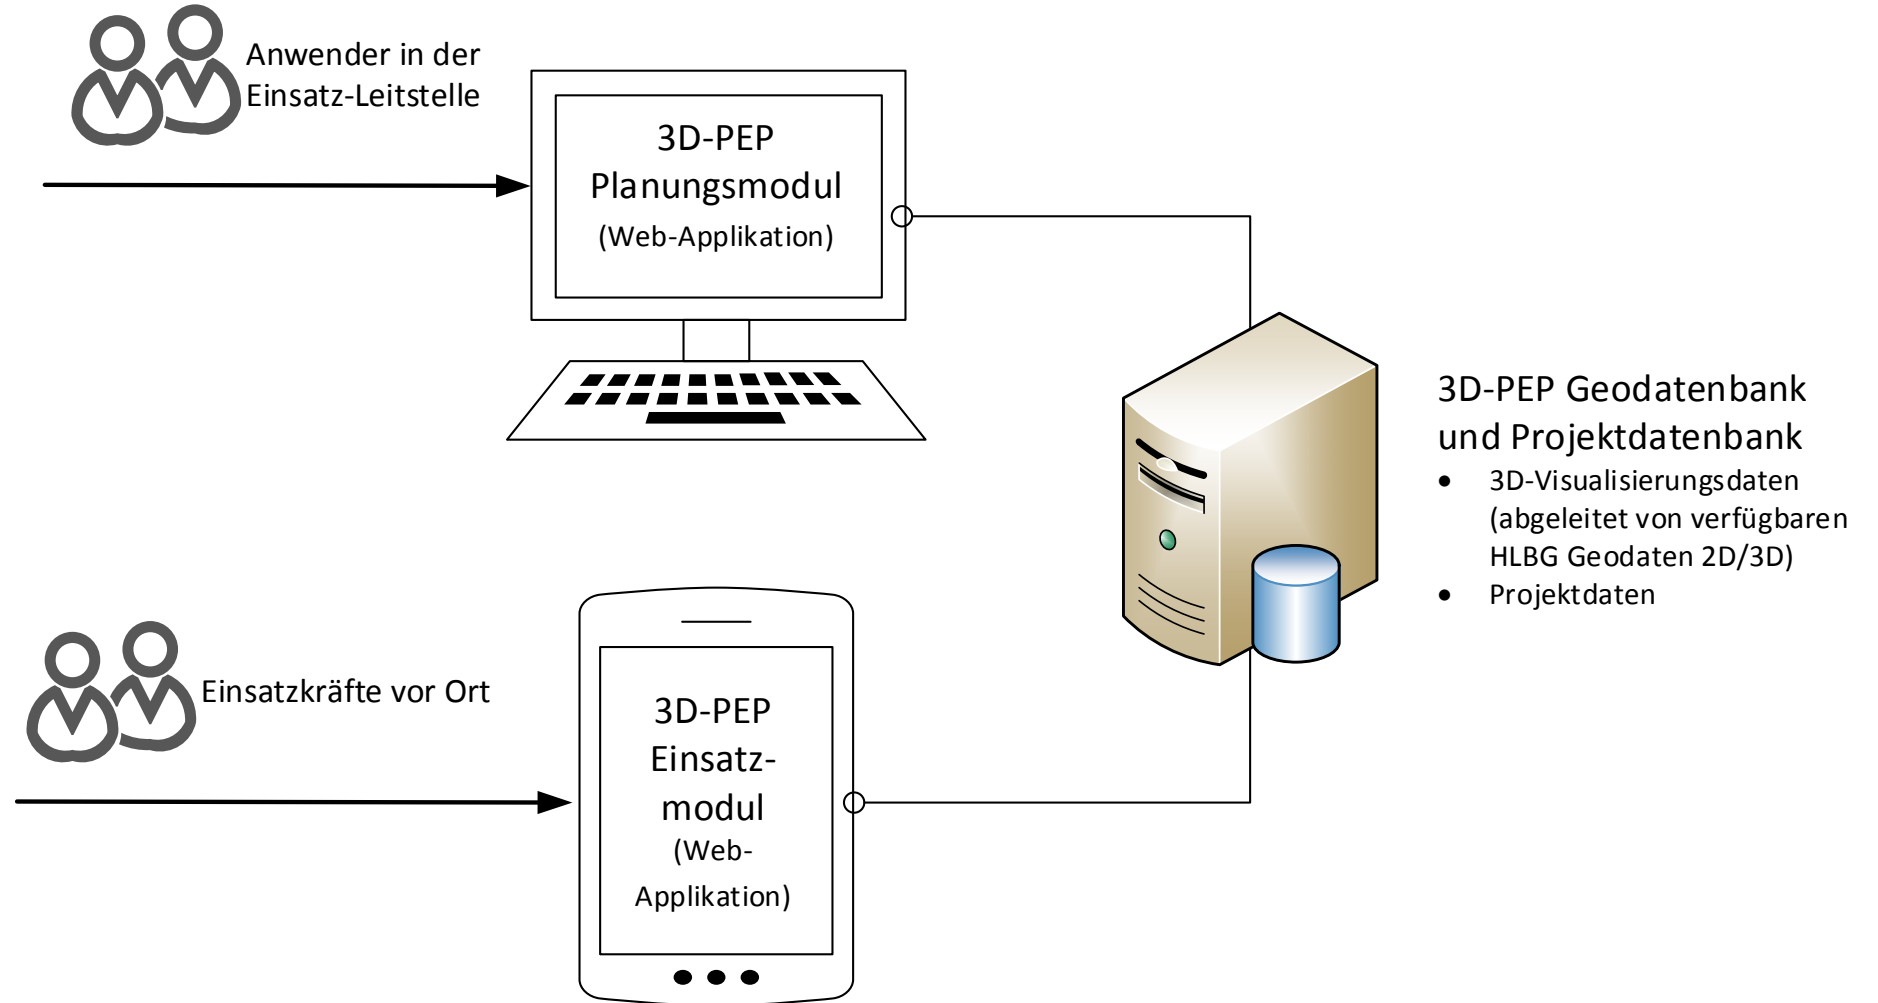 Anwender in der
Einsatz-Leitstelle
3D-PEP
Planungsmodul
(Web-Applikation)
3D-PEP Geodatenbank
und Projektdatenbank
• 3D-Visualisierungsdaten
(abgeleitet von verfügbaren
HLBG Geodaten 2D/3D)
• Projektdaten
Einsatzkräfte vor Ort
3D-PEP
Einsatz-
modul
(Web-
Applikation)